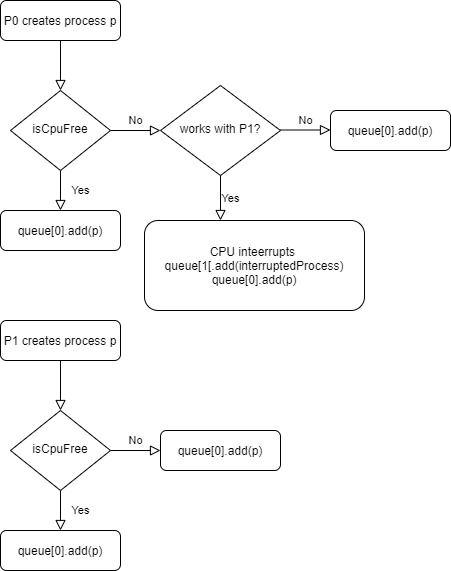 P0 creates process p
isCpuFree
No
works with P1?
No
queue[0].add(p)
Yes
Yes
queue[0].add(p)
CPU inteerrupts
queue[1[.add(interruptedProcess)
queue[0].add(p)
P1 creates process p
isCpuFree
No
queue[0].add(p)
Yes
queue[0].add(p)